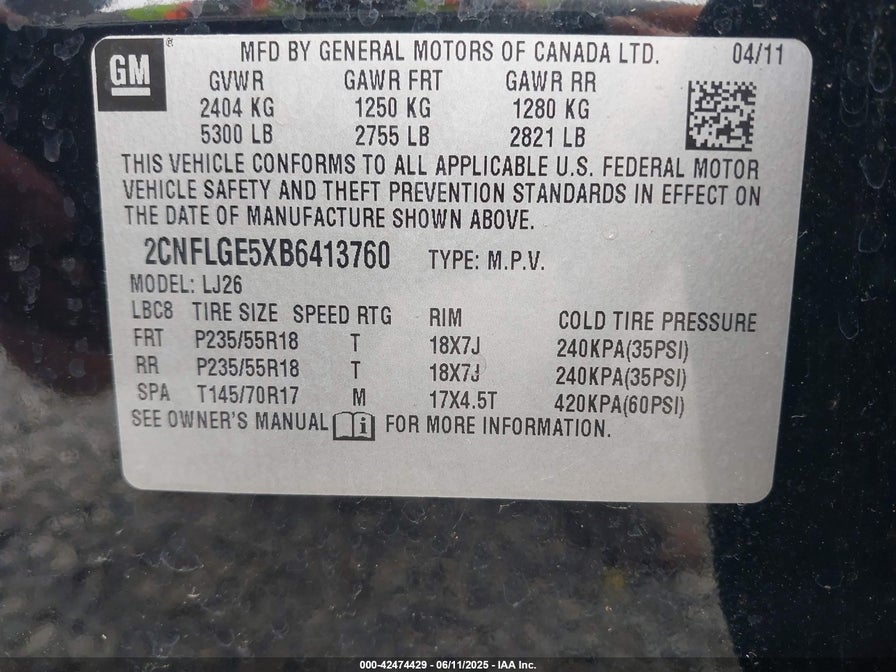 GM ® MFD BY GENERAL MOTORS OF CANADA LTD. 04/11
GVWR GAWR FRT GAWR RR
2404 KG 1250 KG 1280 KG
5300 LB 2755 LB 2821 LB
THIS VEHICLE CONFORMS TO ALL APPLICABLE U.S. FEDERAL MOTOR
VEHICLE SAFETY AND THEFT PREVENTION STANDARDS IN EFFECT ON
THE DATE OF MANUFACTURE SHOWN ABOVE.
2CNFLGE5XB6413760 TYPE: M.P.V.
MODEL: LJ26
LBC8 TIRE SIZE SPEED RTG RIM COLD TIRE PRESSURE
FRT P235/55R18 T 18X7J 240KPA(35PSI)
RR P235/55R18 T 18X7J 240KPA(35PSI)
SPA T145/70R17 M 17X4.5T 420KPA(60PSI)
SEE OWNER'S MANUAL i FOR MORE INFORMATION.
000-42474429 - 06/11/2025 - IAA Inc.